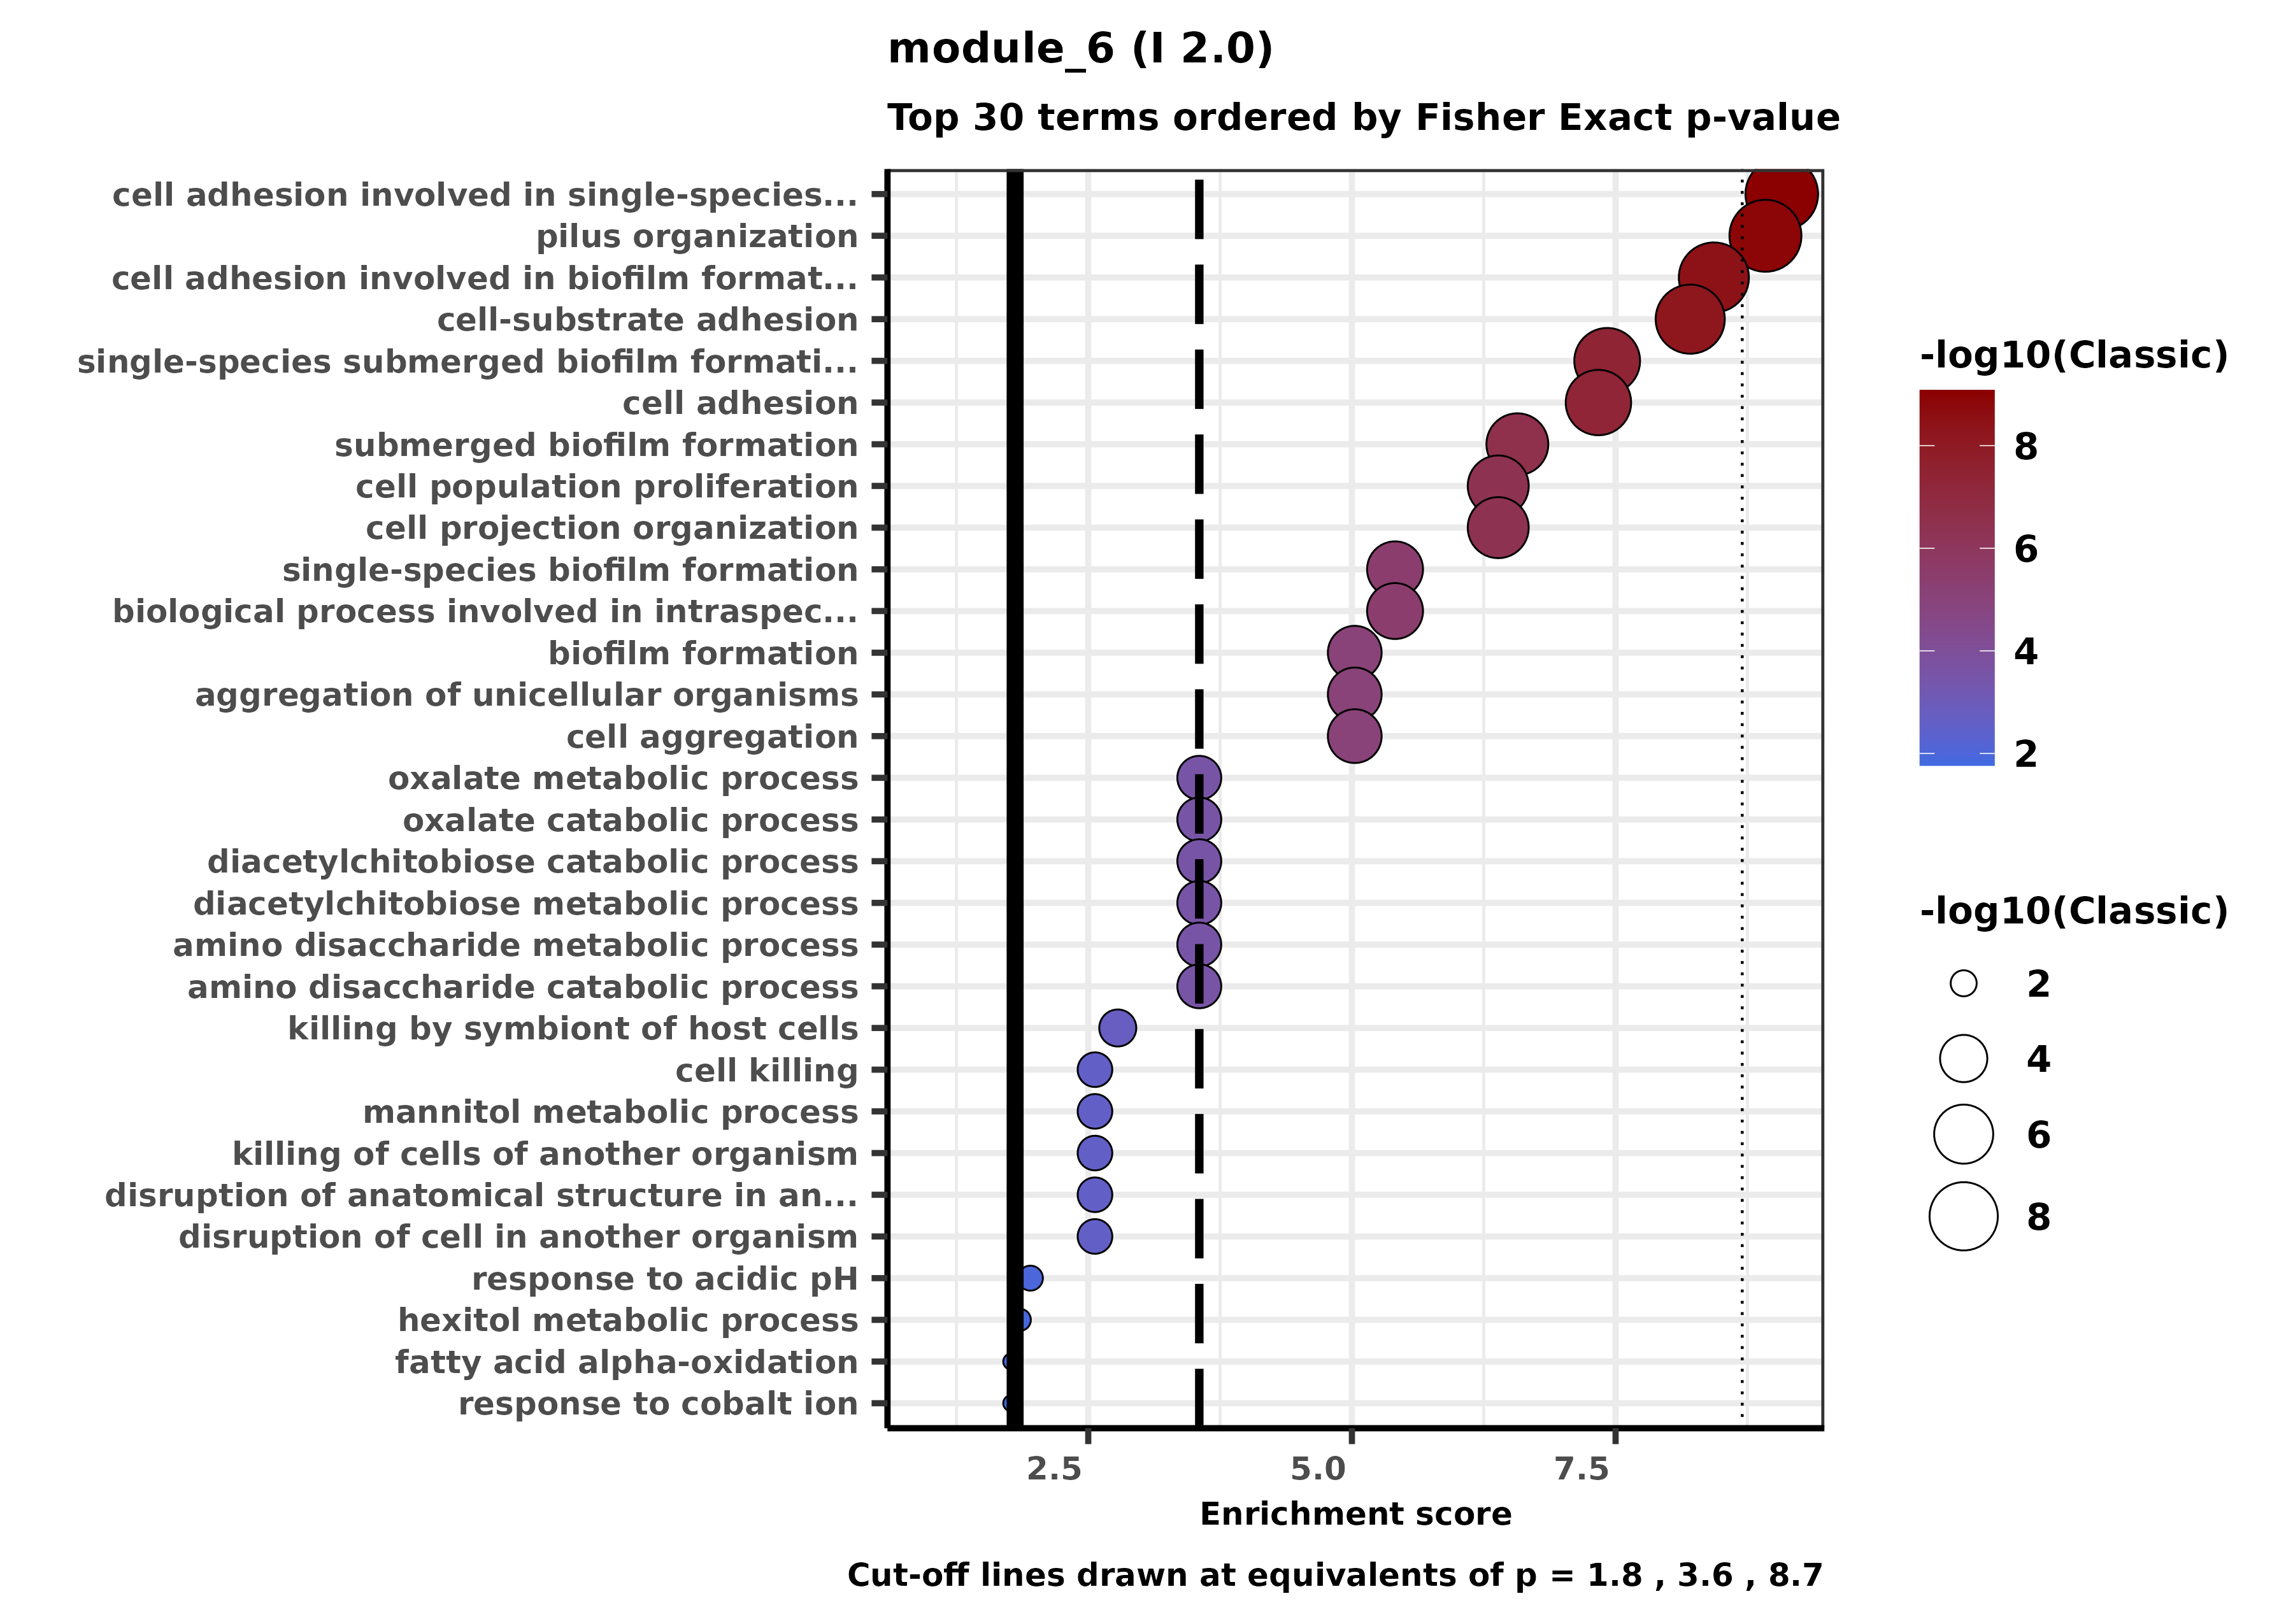 module_6 (I 2.0)
Top 30 terms ordered by Fisher Exact p-value
cell adhesion involved in single-species...
pilus organization
cell adhesion involved in biofilm format...
cell-substrate adhesion
single-species submerged biofilm formati...
cell adhesion
submerged biofilm formation
cell population proliferation
cell projection organization
single-species biofilm formation
biological process involved in intraspec...
biofilm formation
aggregation of unicellular organisms
cell aggregation
oxalate metabolic process
oxalate catabolic process
diacetylchitobiose catabolic process
diacetylchitobiose metabolic process
amino disaccharide metabolic process
amino disaccharide catabolic process
killing by symbiont of host cells
cell killing
mannitol metabolic process
killing of cells of another organism
disruption of anatomical structure in an...
disruption of cell in another organism
response to acidic pH
hexitol metabolic process
fatty acid alpha-oxidation
response to cobalt ion
2.5 5.0 7.5
Enrichment score
Cut-off lines drawn at equivalents of p = 1.8 , 3.6 , 8.7
-log10(Classic)
8
6
4
2
-log10(Classic)
2
4
6
8